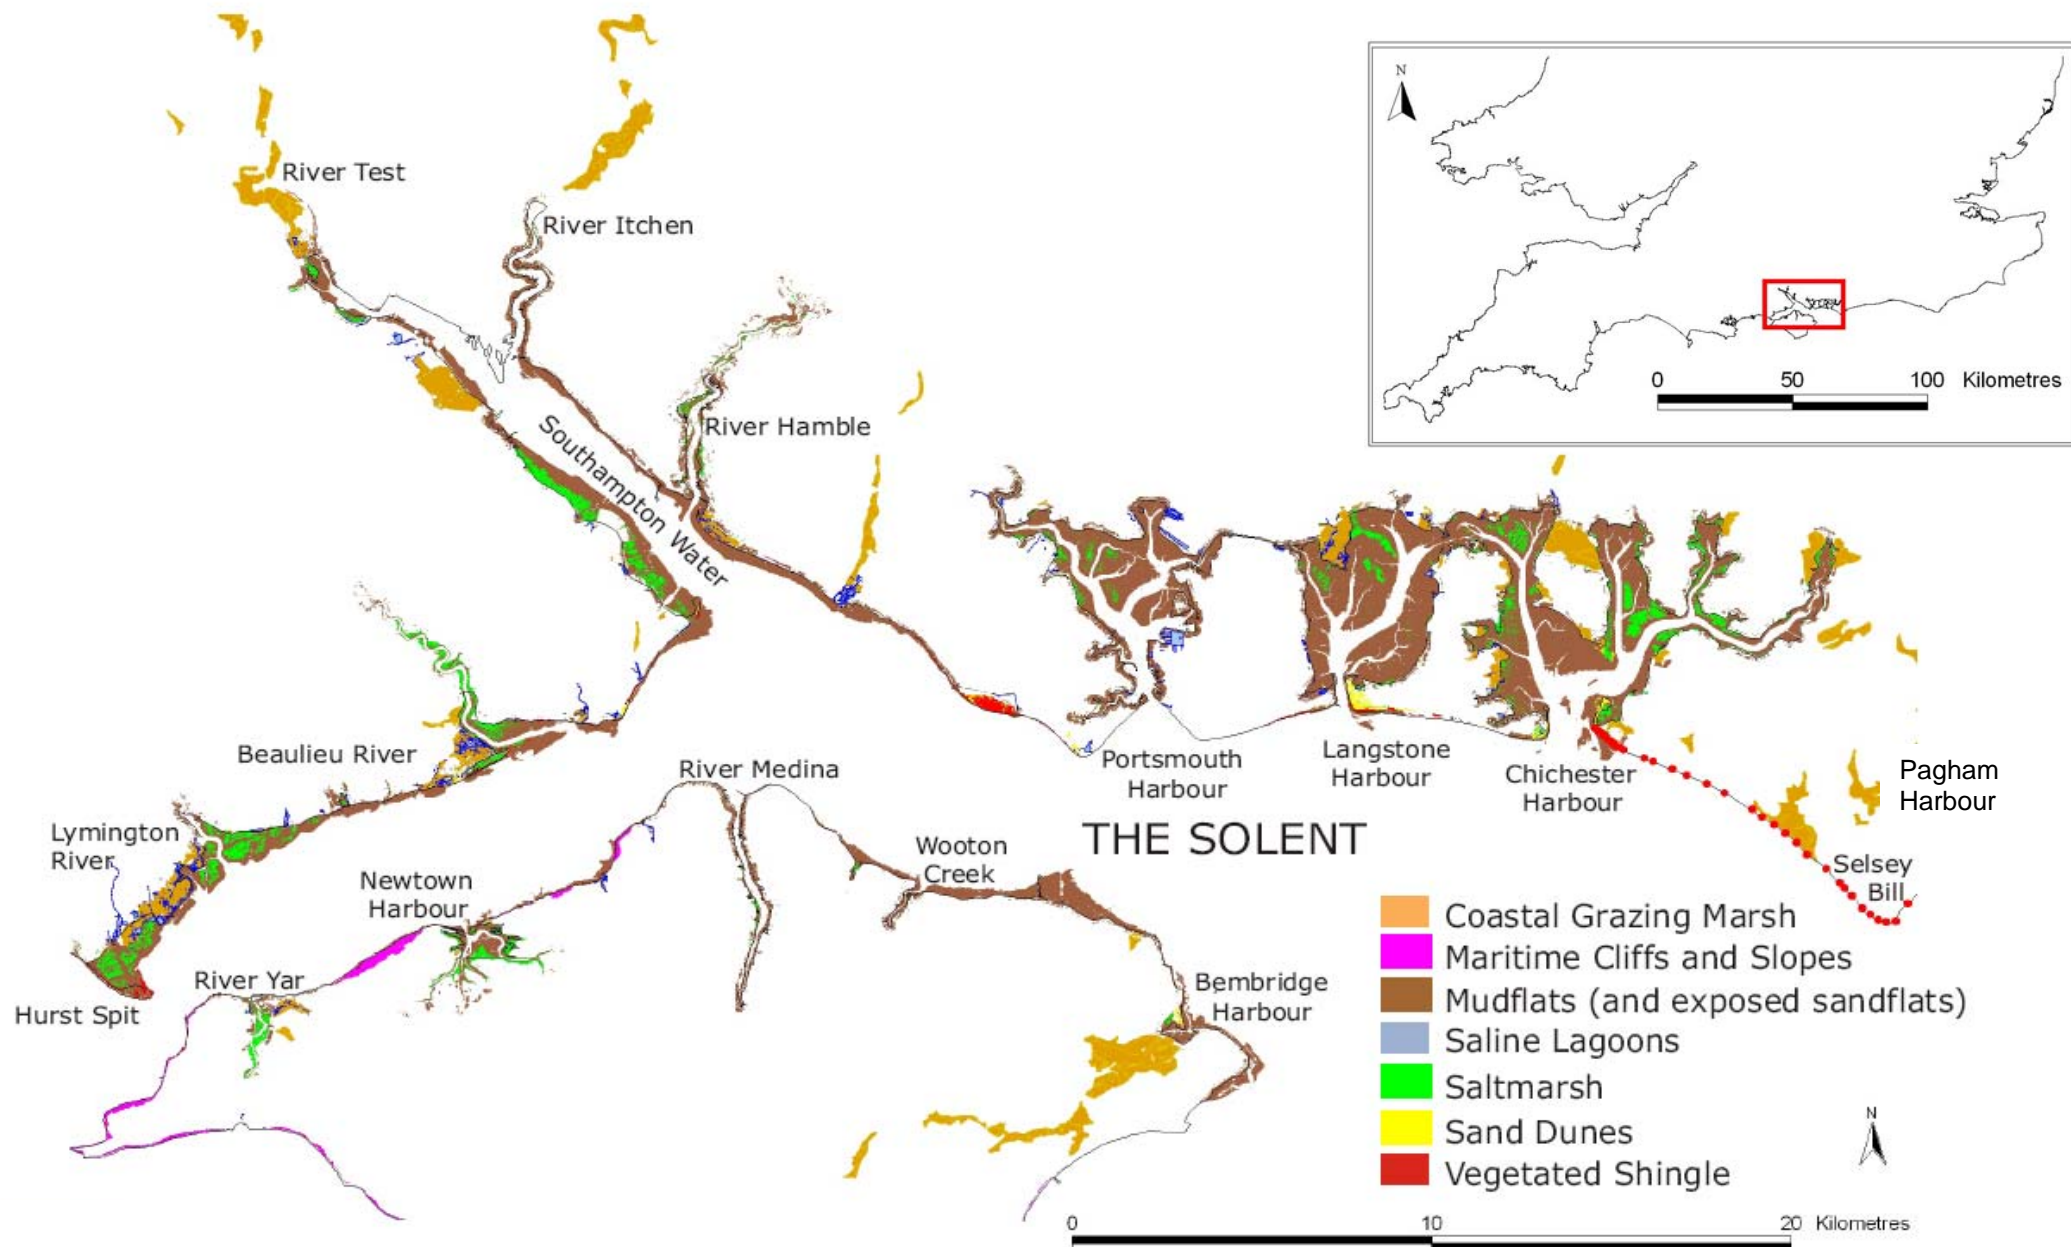 N
0 50 100 Kilometres
River Test
River Itchen
River Hamble
Southampton Water
Beaulieu River
River Medina
Portsmouth
Harbour
Langstone
Harbour
Chichester
Harbour
Pagham
Harbour
THE SOLENT
Lymington
River
Newtown
Harbour
Wooton
Creek
Selsey
Bill
River Yar
Hurst Spit
Bembridge
Harbour
Coastal Grazing Marsh
Maritime Cliffs and Slopes
Mudflats (and exposed sandflats)
Saline Lagoons
Saltmarsh
Sand Dunes
Vegetated Shingle
N
0 10 20 Kilometres